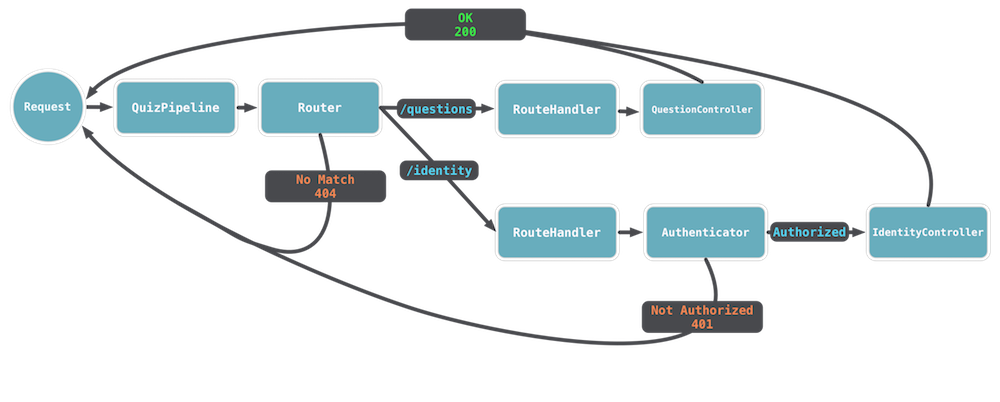 OK
200
Request
QuizPipeline
Router
/questions
RouteHandler
QuestionController
/identity
No Match
404
RouteHandler
Authenticator
Authorized
IdentityController
Not Authorized
401